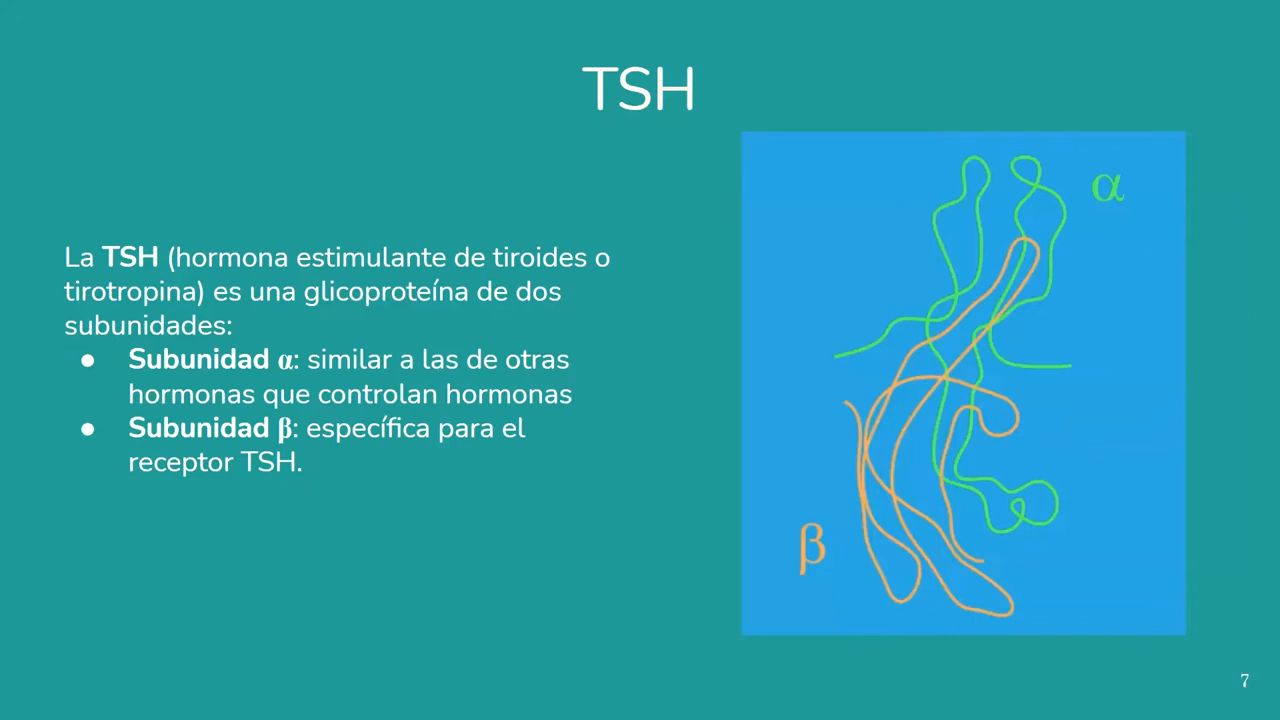 TSH
La TSH (hormona estimulante de tiroides o
tirotropina) es una glicoproteína de dos
subunidades:
● Subunidad α: similar a las de otras
hormonas que controlan hormonas
● Subunidad β: específica para el
receptor TSH.
α
β
7